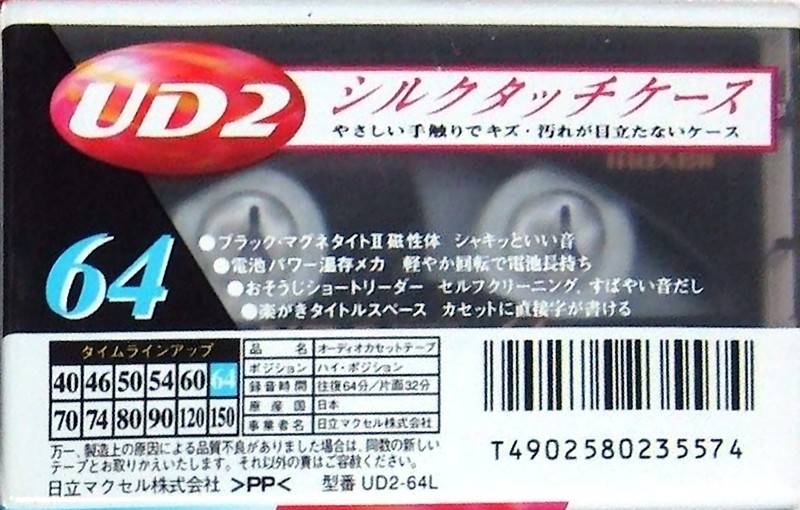 UD2 シルクタッチケース
やさしい手触りでキズ・汚れが目立たないケース
maxell
64
●ブラック・マグネタイトII磁性体 シャキッといい音
●電池パワー温存メカ 軽やか回転で電池長持ち
●おそうじショートリーダー セルフクリーニング、すばやい音だし
●楽がきタイトルスペース カセットに直接字が書ける
タイムラインアップ
40 46 50 54 60 64
70 74 80 90 120 150
品名 オーディオカセットテープ
ポジション ハイ・ポジション
録音時間 往復64分/片面32分
原産国 日本
事業者名 日立マクセル株式会社
T4902580235574
万一、製造上の原因による品質不良がありました場合は、同数の新しい
テープとお取りかえいたします。それ以外の責はご容赦ください。
日立マクセル株式会社 >PP< 型番 UD2-64L